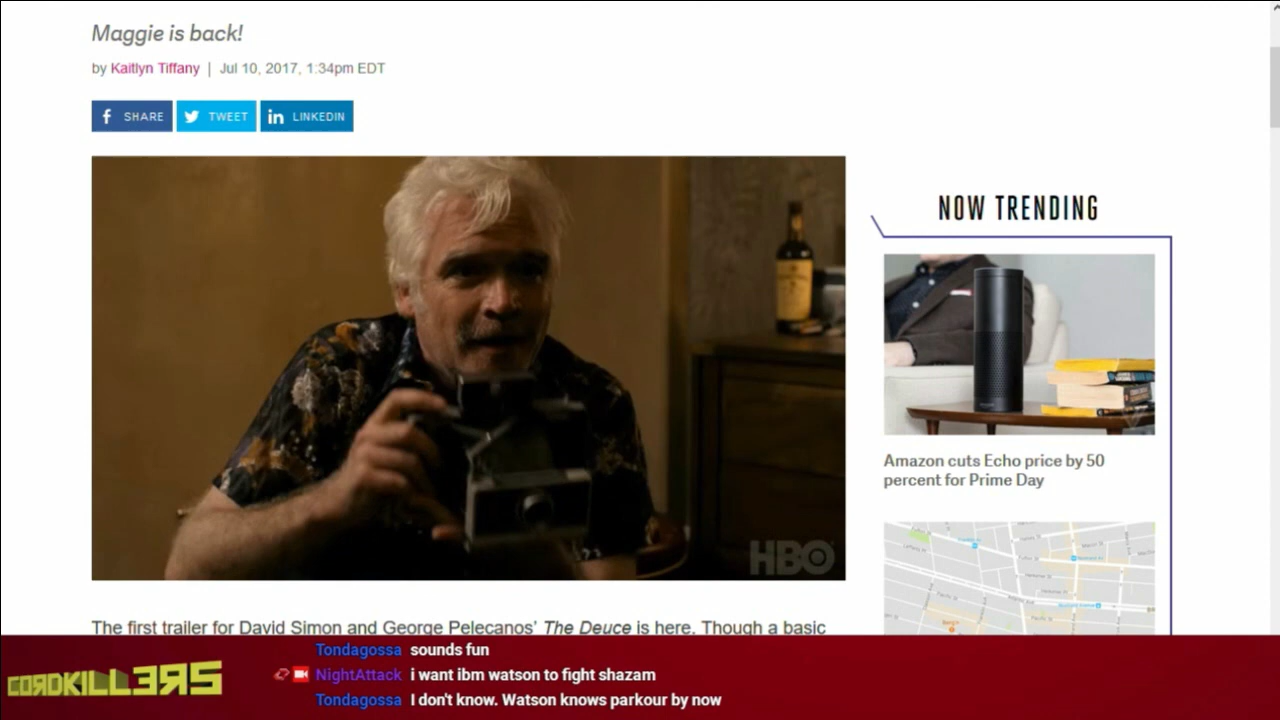 Maggie is back!
by Kaitlyn Tiffany | Jul 10, 2017, 1:34pm EDT
f SHARE
TWEET
in LINKEDIN
NOW TRENDING
HBO
Amazon cuts Echo price by 50
percent for Prime Day
The first trailer for David Simon and George Pelecanos’ The Deuce is here. Though a basic
CORDKILLERS
Tondagossa sounds fun
NightAttack i want ibm watson to fight shazam
Tondagossa I don't know. Watson knows parkour by now